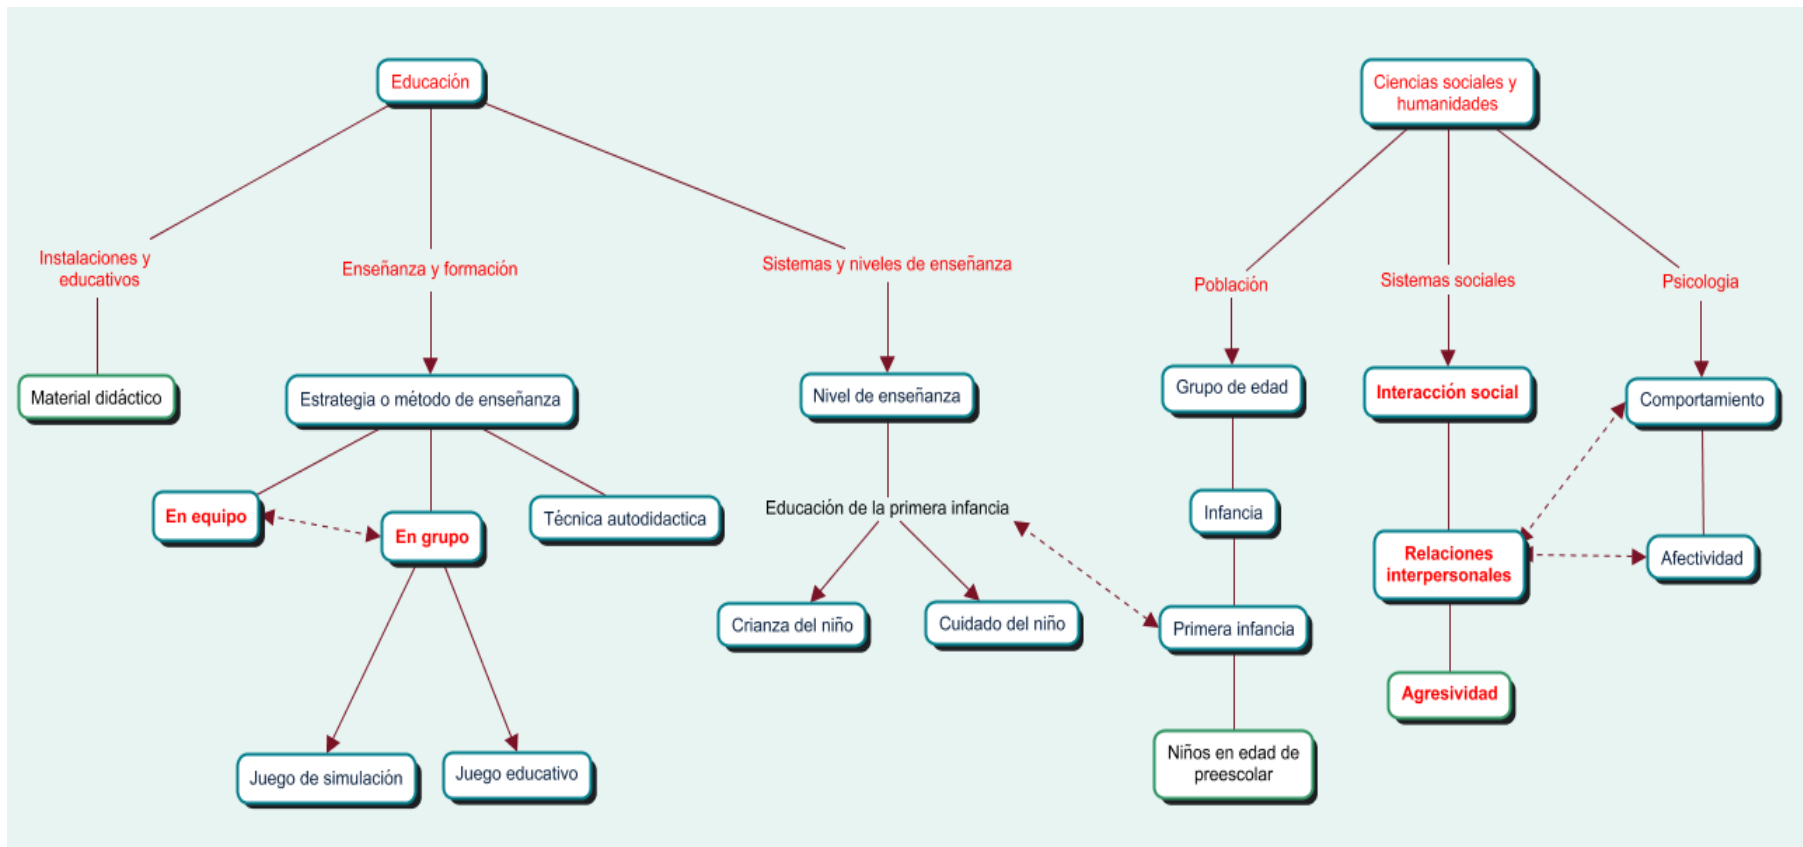 Educación
Ciencias sociales y
humanidades
Instalaciones y
educativos
Enseñanza y formación
Sistemas y niveles de enseñanza
Población
Sistemas sociales
Psicologia
Material didáctico
Estrategia o método de enseñanza
Nivel de enseñanza
Grupo de edad
Interacción social
Comportamiento
En equipo
En grupo
Técnica autodidactica
Educación de la primera infancia
Infancia
Relaciones
interpersonales
Afectividad
Crianza del niño
Cuidado del niño
Primera infancia
Agresividad
Juego de simulación
Juego educativo
Niños en edad de
preescolar